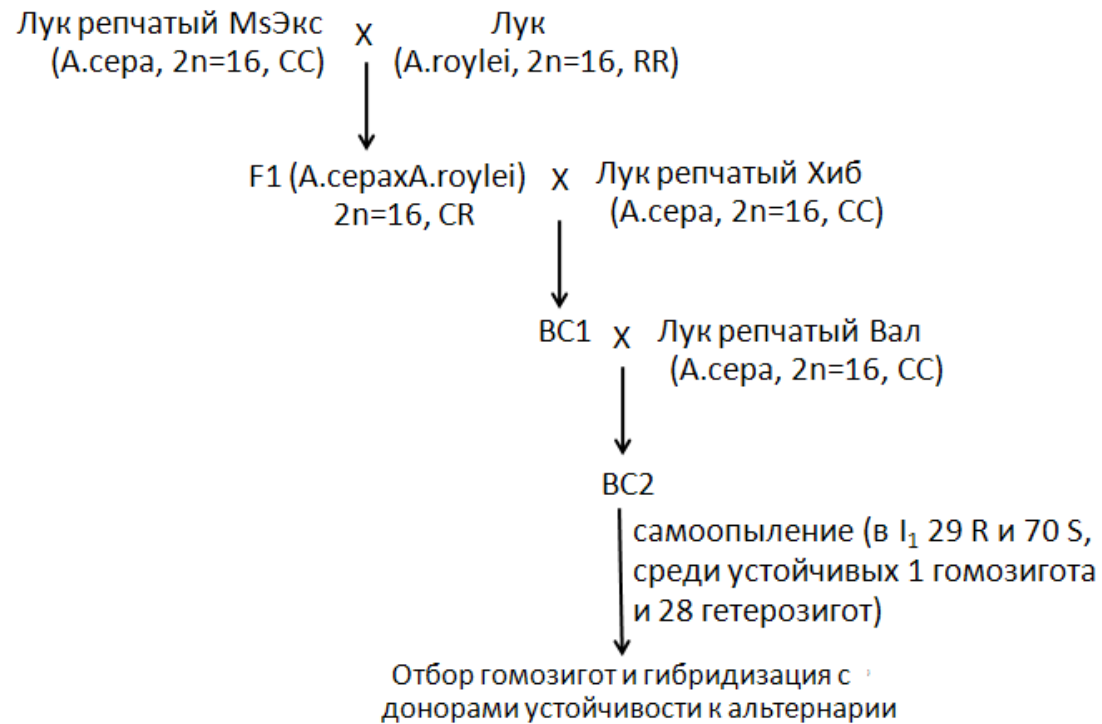 Лук репчатый MsЭкс X Лук
(A.cepa, 2n=16, CC) (A.roylei, 2n=16, RR)
F1 (A.cepaxA.roylei) X Лук репчатый Хиб
2n=16, CR (A.cepa, 2n=16, CC)
BC1 X Лук репчатый Вал
(A.cepa, 2n=16, CC)
BC2
самоопыление (в I₁ 29 R и 70 S,
среди устойчивых 1 гомозигота
и 28 гетерозигот)
Отбор гомозигот и гибридизация с
донорами устойчивости к альтернарии